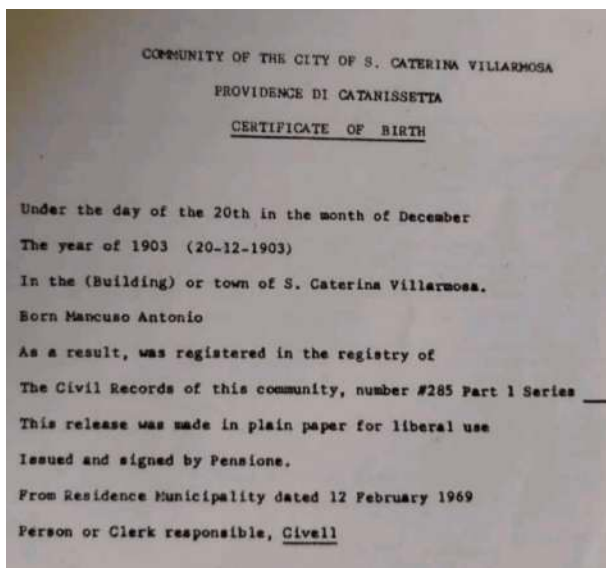 COMMUNITY OF THE CITY OF S. CATERINA VILLARMOSA
PROVIDENCE DI CATANISSETTA
CERTIFICATE OF BIRTH
Under the day of the 20th in the month of December
The year of 1903 (20-12-1903)
In the (Building) or town of S. Caterina Villarmosa.
Born Mancuso Antonio
As a result, was registered in the registry of
The Civil Records of this community, number #285 Part 1 Series ___
This release was made in plain paper for liberal use
Issued and signed by Pensione.
From Residence Municipality dated 12 February 1969
Person or Clerk responsible, Civell